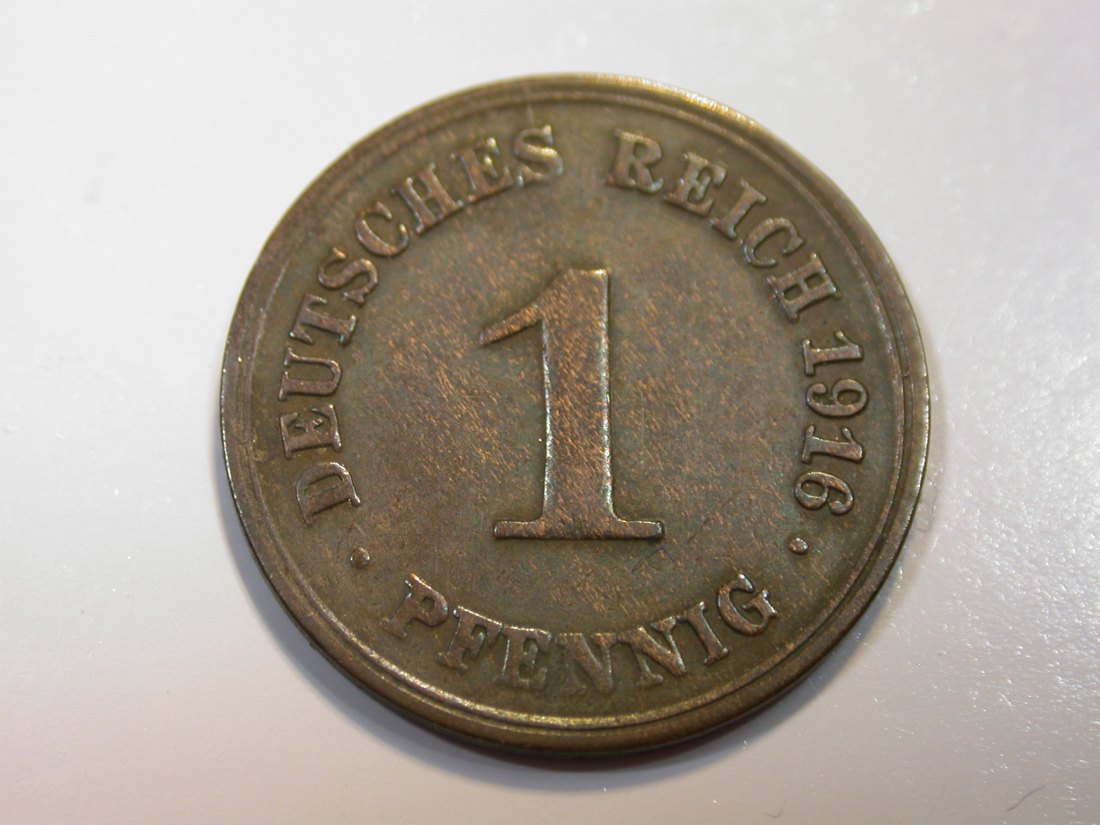 DEUTSCHES REICH 1916
1
· PFENNIG ·